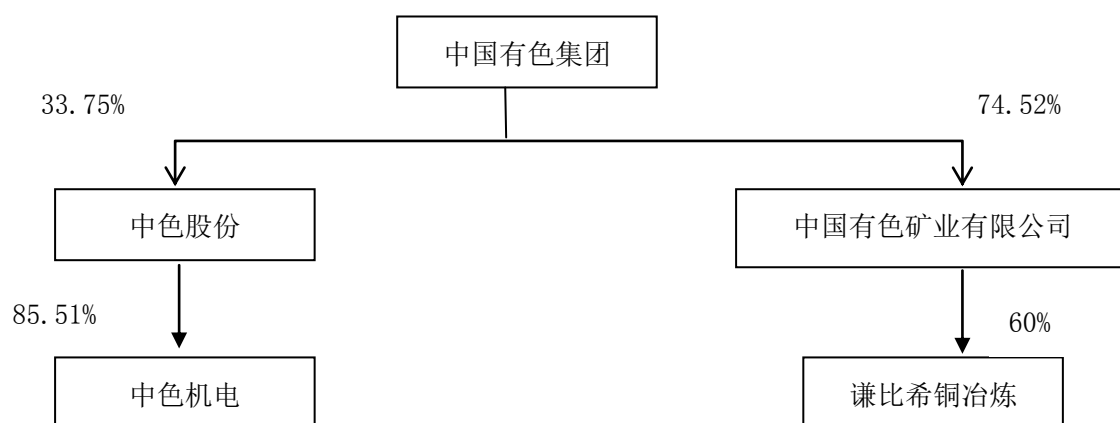 中国有色集团
33.75%
74.52%
中色股份
中国有色矿业有限公司
85.51%
60%
中色机电
谦比希铜冶炼